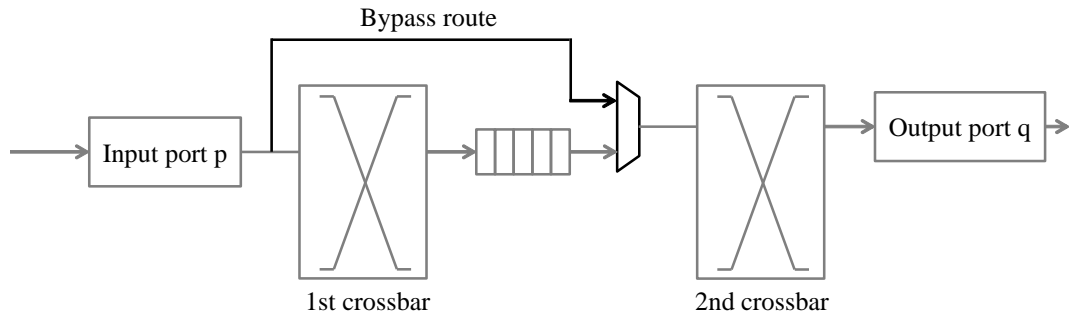 Bypass route
Input port p
Output port q
1st crossbar
2nd crossbar